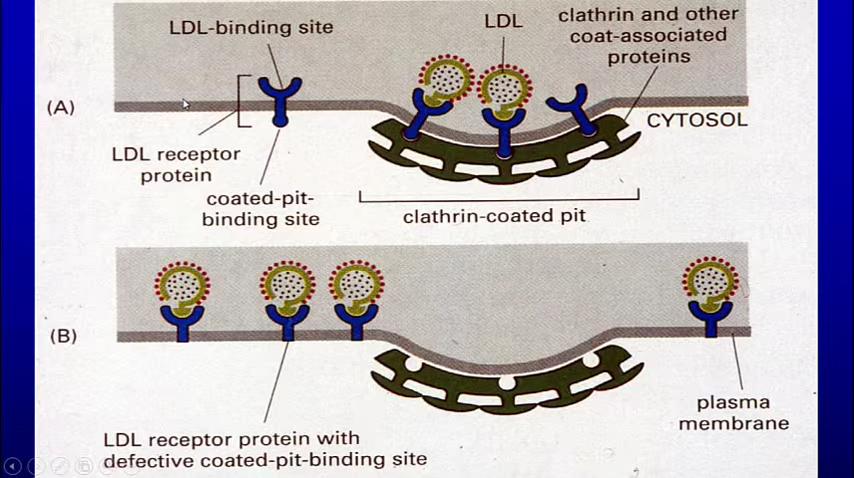 LDL-binding site
LDL
clathrin and other
coat-associated
proteins
(A)
CYTOSOL
LDL receptor
protein
coated-pit-
binding site
clathrin-coated pit
(B)
plasma
membrane
LDL receptor protein with
defective coated-pit-binding site